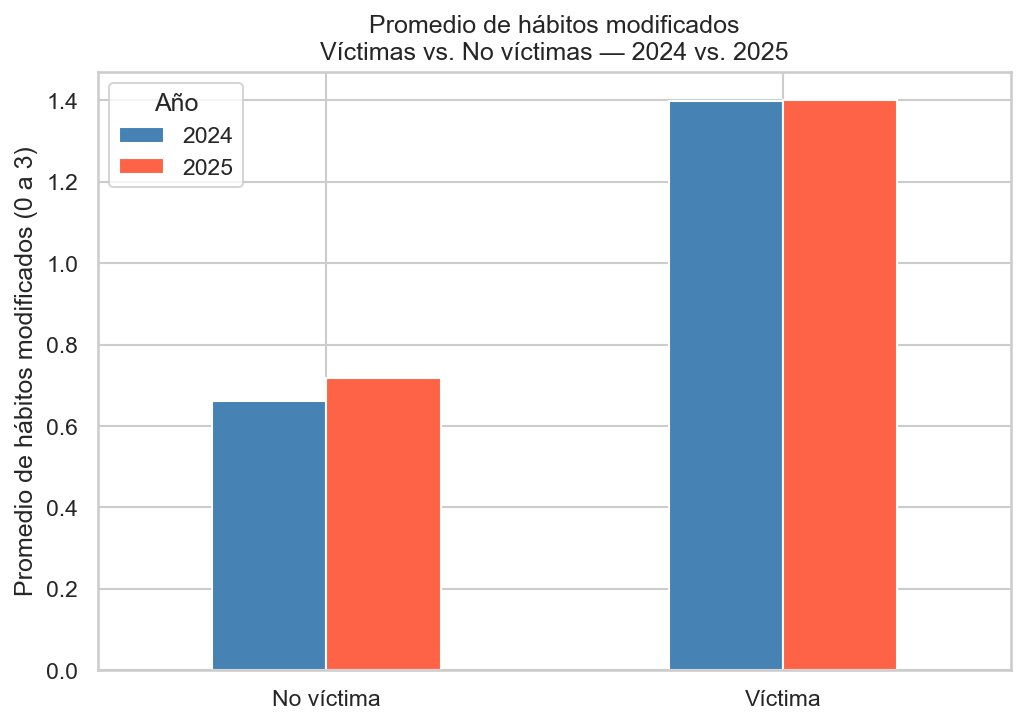 Promedio de hábitos modificados
Víctimas vs. No víctimas — 2024 vs. 2025
Promedio de hábitos modificados (0 a 3)
1.4
1.2
1.0
0.8
0.6
0.4
0.2
0.0
Año
2024
2025
No víctima
Víctima